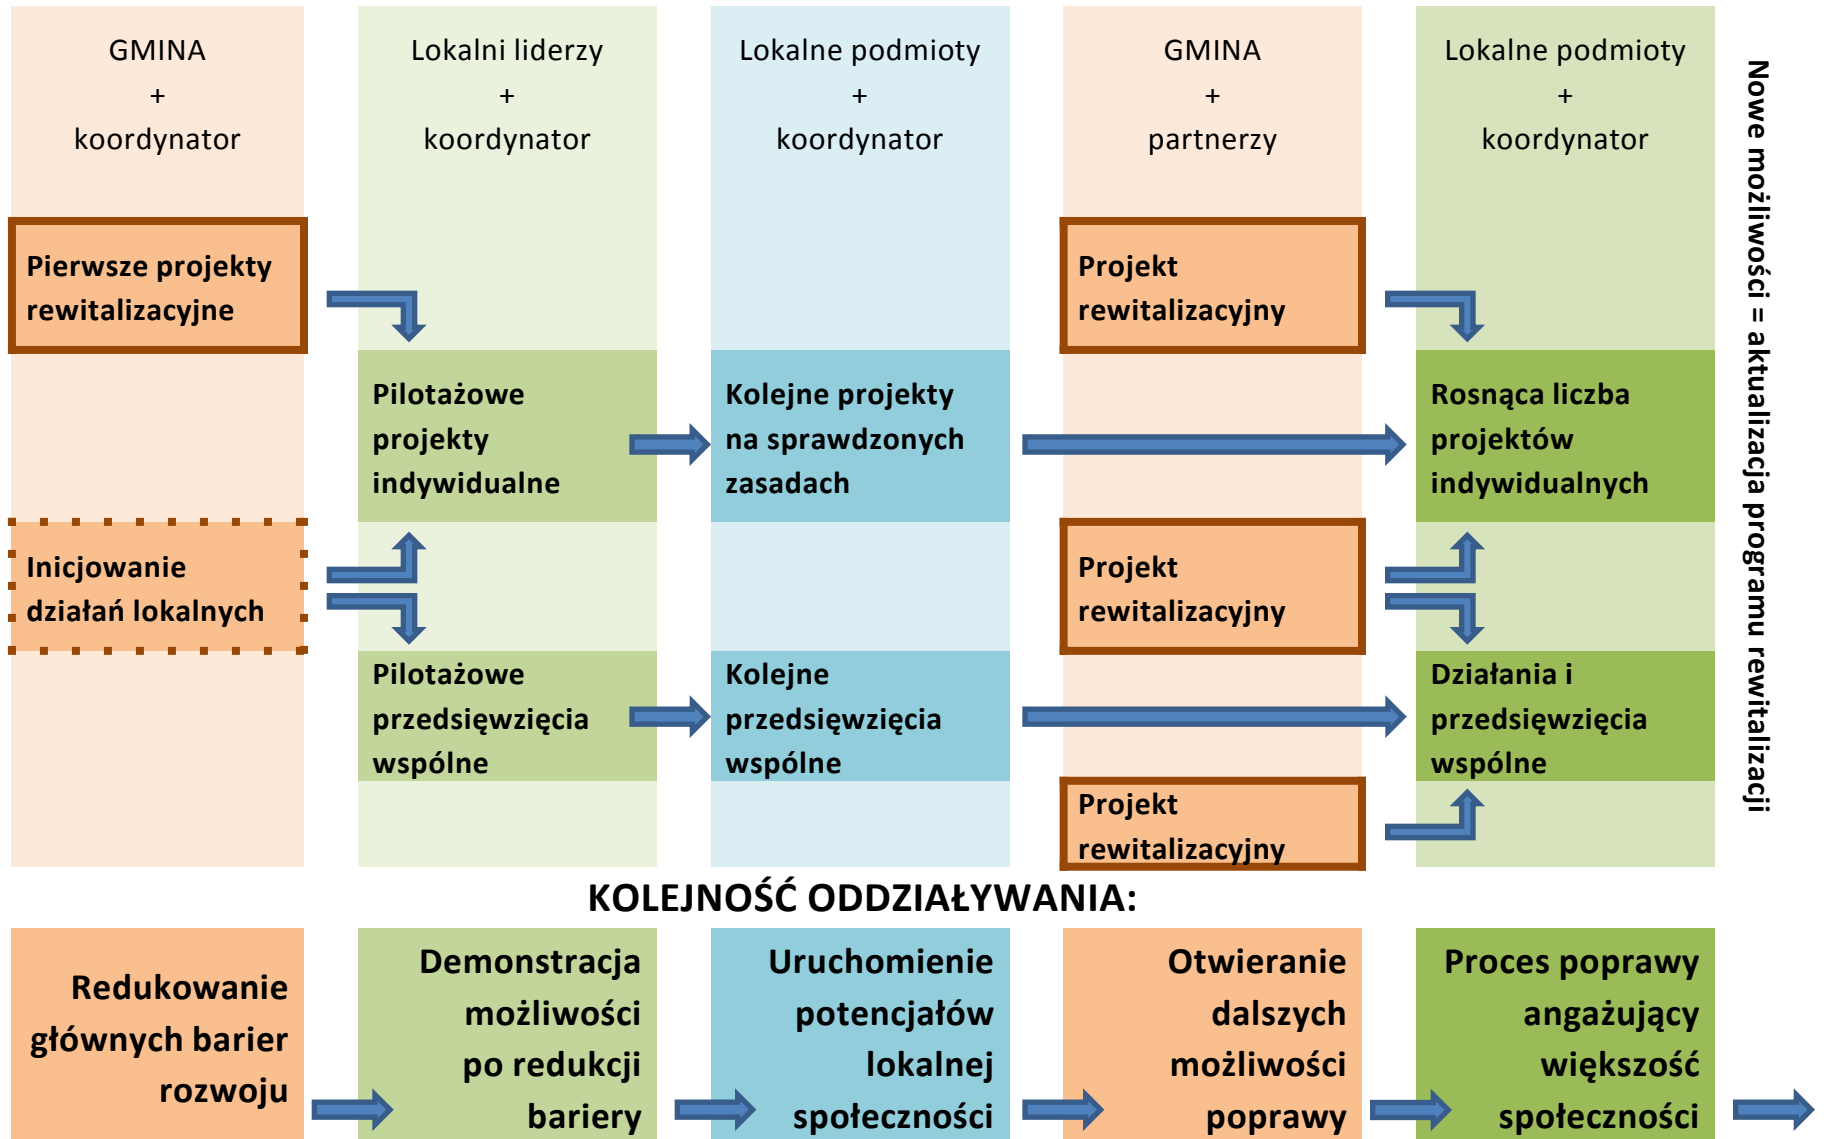 GMINA
+
koordynator
Lokalni liderzy
+
koordynator
Lokalne podmioty
+
koordynator
GMINA
+
partnerzy
Lokalne podmioty
+
koordynator
Pierwsze projekty
rewitalizacyjne
Inicjowanie
działań lokalnych
Pilotażowe
projekty
indywidualne
Pilotażowe
przedsięwzięcia
wspólne
Kolejne projekty
na sprawdzonych
zasadach
Kolejne
przedsięwzięcia
wspólne
Projekt
rewitalizacyjny
Projekt
rewitalizacyjny
Projekt
rewitalizacyjny
Rosnąca liczba
projektów
indywidualnych
Działania i
przedsięwzięcia
wspólne
Nowe możliwości = aktualizacja programu rewitalizacji
KOLEJNOŚĆ ODDZIAŁYWANIA:
Redukowanie
głównych barier
rozwoju
Demonstracja
możliwości
po redukcji
bariery
Uruchomienie
potencjałów
lokalnej
społeczności
Otwieranie
dalszych
możliwości
poprawy
Proces poprawy
angażujący
większość
społeczności